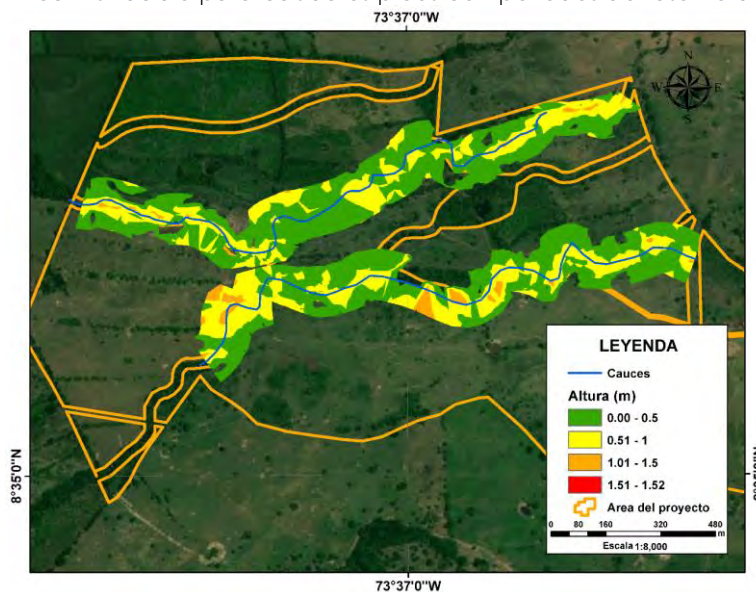 73°37'0"W
N
W E
S
8°35'0"N
LEYENDA
Cauces
Altura (m)
0.00 - 0.5
0.51 - 1
1.01 - 1.5
1.51 - 1.52
Area del proyecto
0 80 160 320 480
m
Escala 1:8,000
73°37'0"W